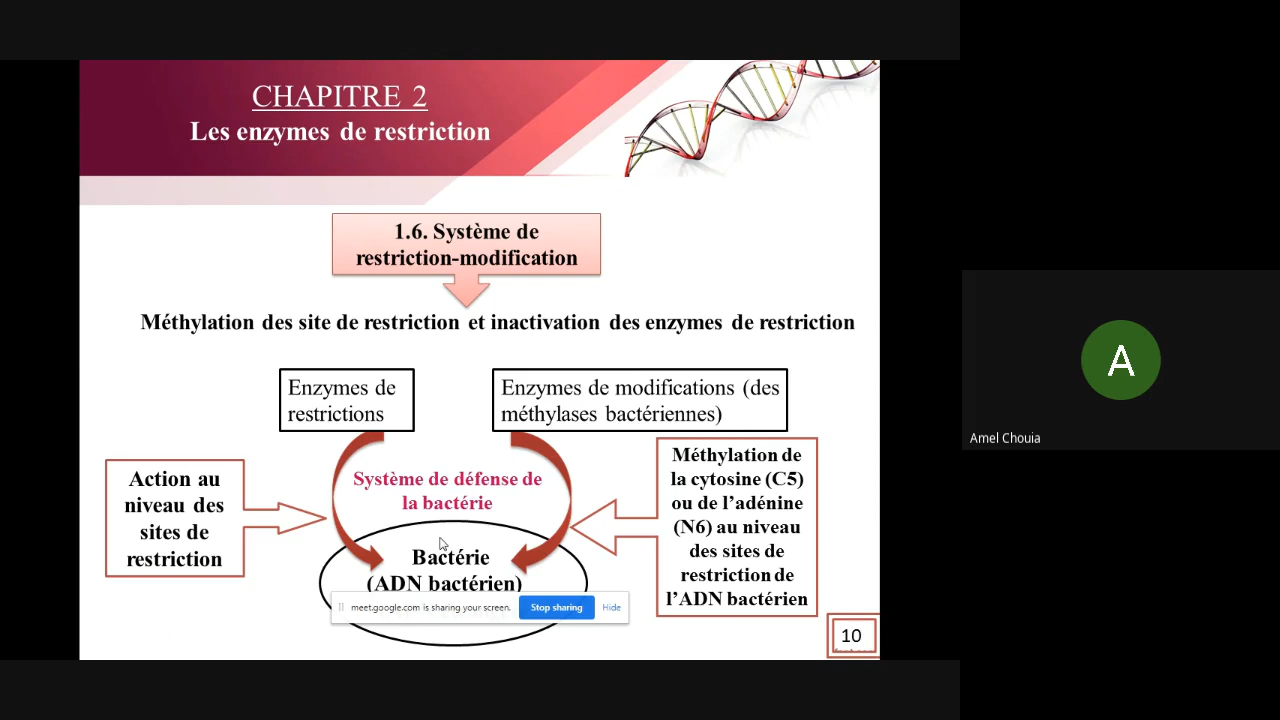 CHAPITRE 2
Les enzymes de restriction
1.6. Système de
restriction-modification
Méthylation des site de restriction et inactivation des enzymes de restriction
Enzymes de
restrictions
Enzymes de modifications (des
méthylases bactériennes)
Action au
niveau des
sites de
restriction
Système de défense de
la bactérie
Méthylation de
la cytosine (C5)
ou de l’adénine
(N6) au niveau
des sites de
restriction de
l’ADN bactérien
Bactérie
(ADN bactérien)
meet.google.com is sharing your screen.
Stop sharing
Hide
10
A
Amel Chouia